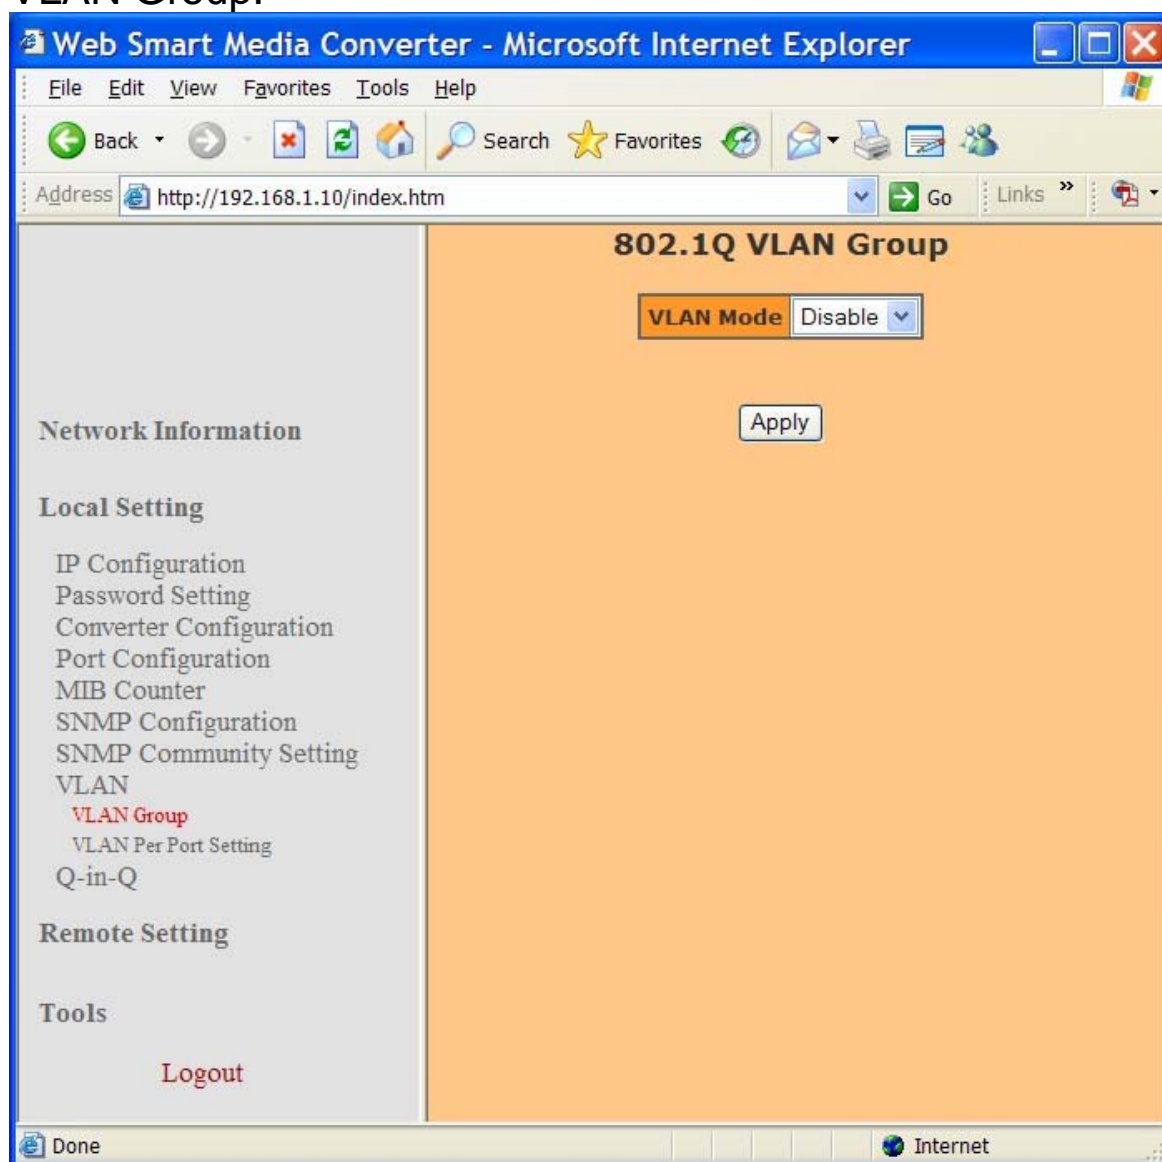 VLAN Group:
Web Smart Media Converter - Microsoft Internet Explorer
File Edit View Favorites Tools Help
Back Search Favorites
Address http://192.168.1.10/index.htm Go Links »
802.1Q VLAN Group
VLAN Mode Disable
Apply
Network Information
Local Setting
IP Configuration
Password Setting
Converter Configuration
Port Configuration
MIB Counter
SNMP Configuration
SNMP Community Setting
VLAN
VLAN Group
VLAN Per Port Setting
Q-in-Q
Remote Setting
Tools
Logout
Done Internet